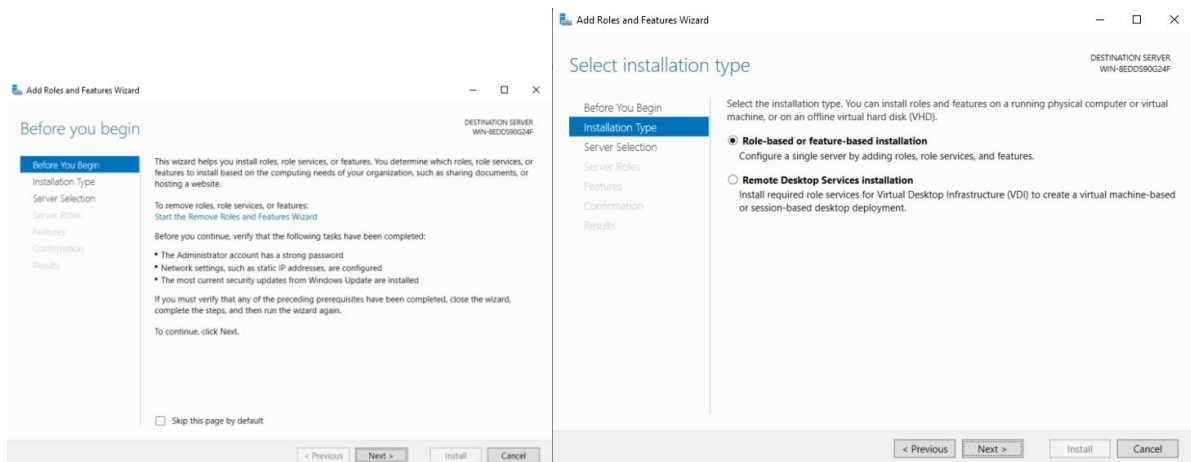 Add Roles and Features Wizard
Before you begin
DESTINATION SERVER
WIN-8EDDS90G24F
Before You Begin
Installation Type
Server Selection
Server Roles
Features
Confirmation
Results
This wizard helps you install roles, role services, or features. You determine which roles, role services, or
features to install based on the computing needs of your organization, such as sharing documents, or
hosting a website.
To remove roles, role services, or features:
Start the Remove Roles and Features Wizard
Before you continue, verify that the following tasks have been completed:
• The Administrator account has a strong password
• Network settings, such as static IP addresses, are configured
• The most current security updates from Windows Update are installed
If you must verify that any of the preceding prerequisites have been completed, close the wizard,
complete the steps, and then run the wizard again.
To continue, click Next.
Skip this page by default
< Previous
Next >
Install
Cancel
Add Roles and Features Wizard
Select installation type
DESTINATION SERVER
WIN-8EDDS90G24F
Before You Begin
Installation Type
Server Selection
Server Roles
Features
Confirmation
Results
Select the installation type. You can install roles and features on a running physical computer or virtual
machine, or on an offline virtual hard disk (VHD).
Role-based or feature-based installation
Configure a single server by adding roles, role services, and features.
Remote Desktop Services installation
Install required role services for Virtual Desktop Infrastructure (VDI) to create a virtual machine-based
or session-based desktop deployment.
< Previous
Next >
Install
Cancel